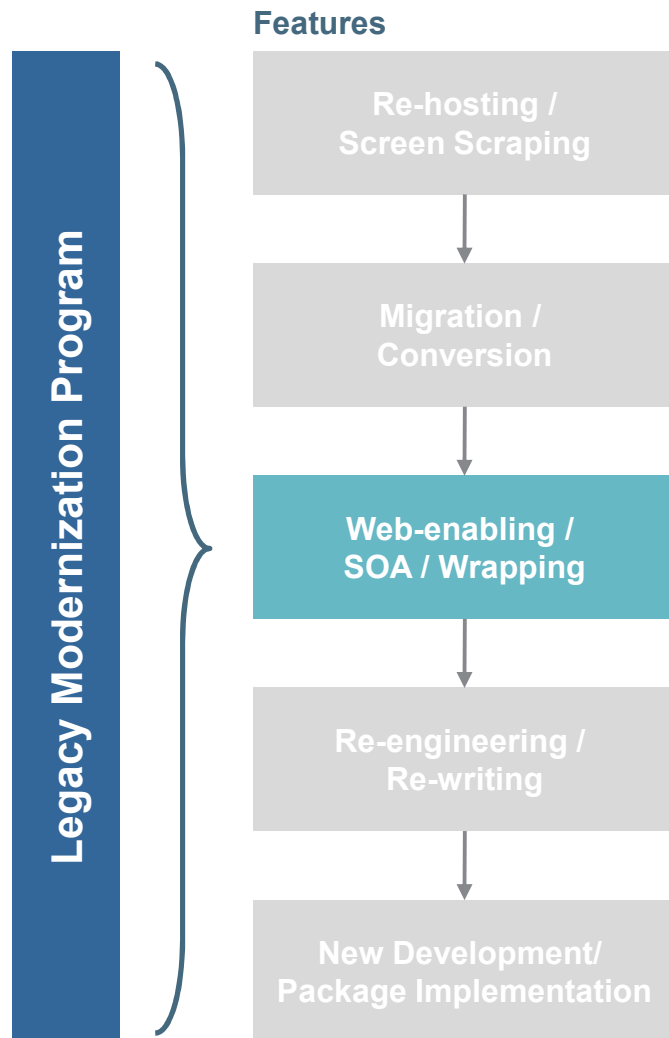 Features
Legacy Modernization Program
Re-hosting /
Screen Scraping
Migration /
Conversion
Web-enabling /
SOA / Wrapping
Re-engineering /
Re-writing
New Development/
Package Implementation